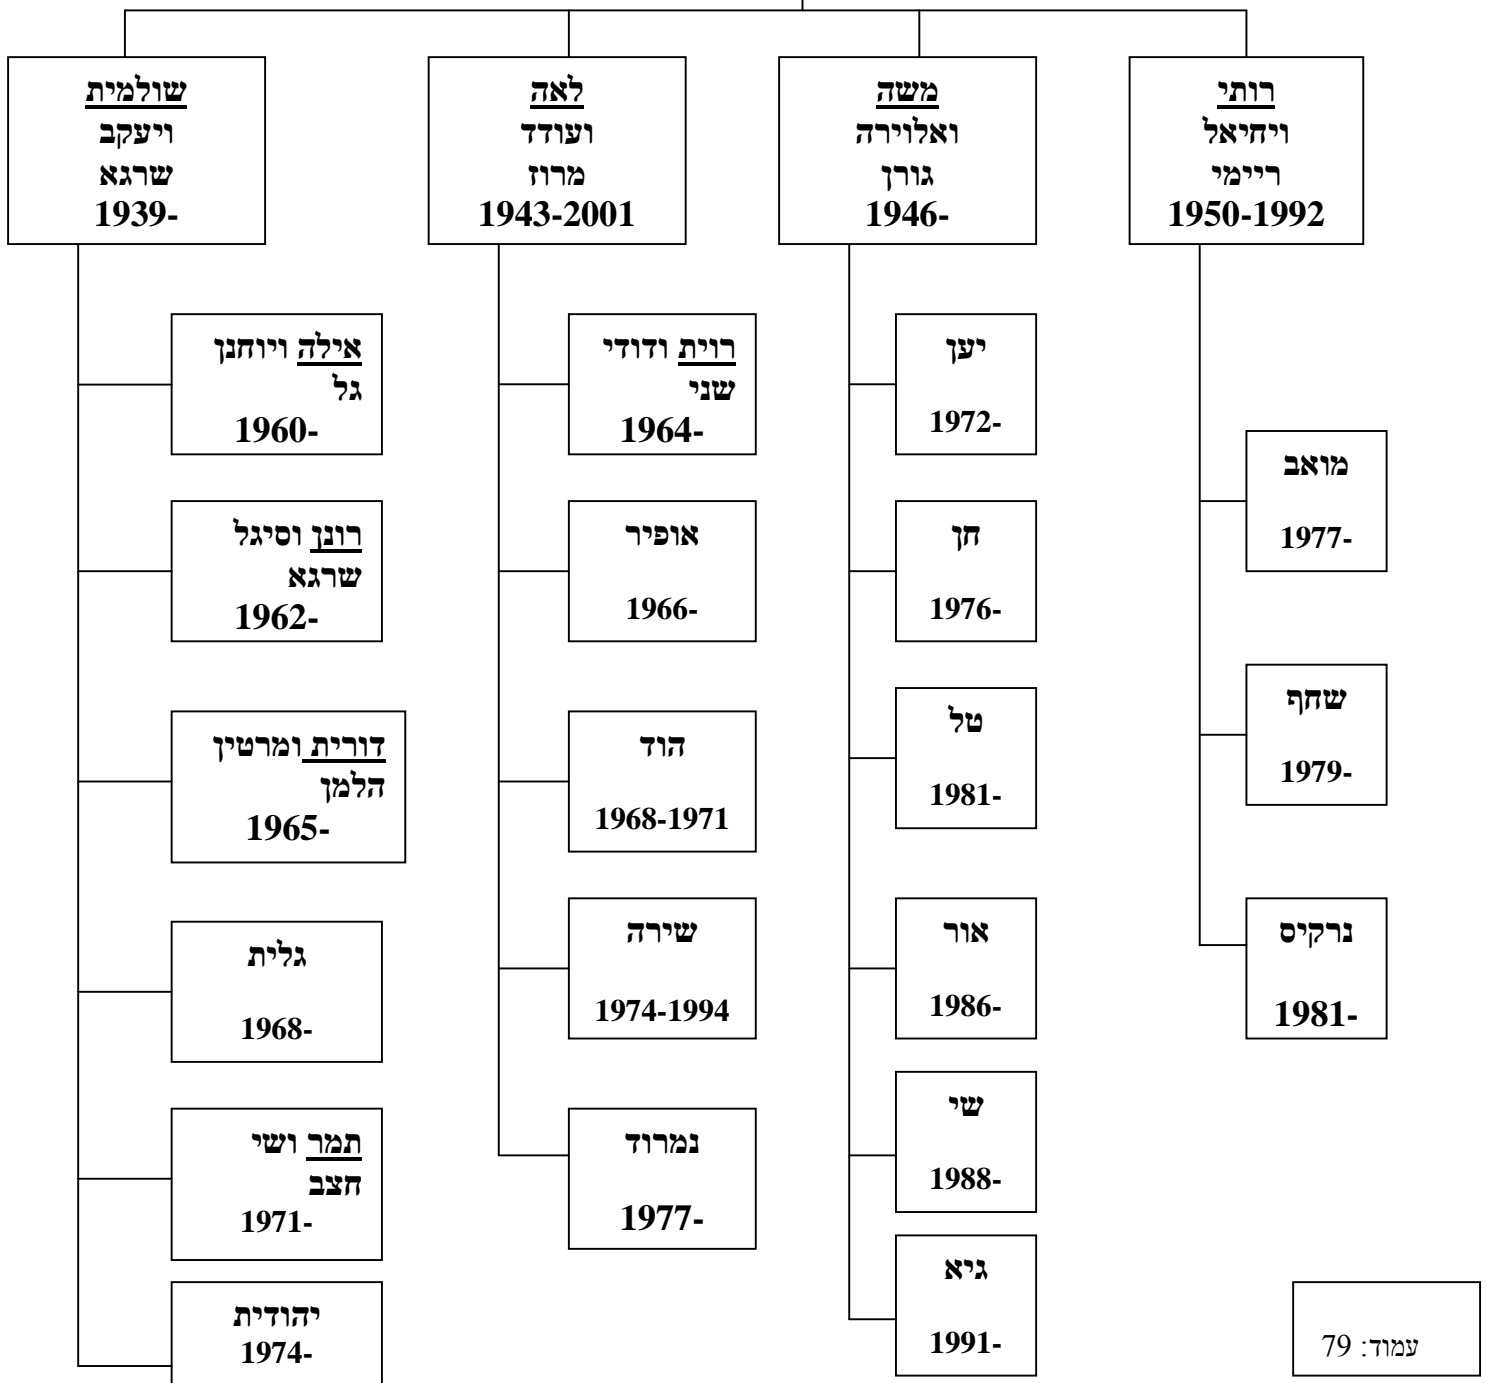 שולמית
ויעקב
שרגא
1939-
לאה
ועודד
מרוז
1943-2001
משה
ואלוירה
גורן
1946-
רותי
ויחיאל
ריימי
1950-1992
אילה ויוחנן
גל
1960-
רונן וסיגל
שרגא
1962-
דורית ומרטין
הלמן
1965-
גלית
1968-
תמר ושי
חצב
1971-
יהודית
1974-
רוית ודודי
שני
1964-
אופיר
1966-
הוד
1968-1971
שירה
1974-1994
נמרוד
1977-
יען
1972-
חן
1976-
טל
1981-
אור
1986-
שי
1988-
גיא
1991-
מואב
1977-
שחף
1979-
נרקיס
1981-
עמוד: 79